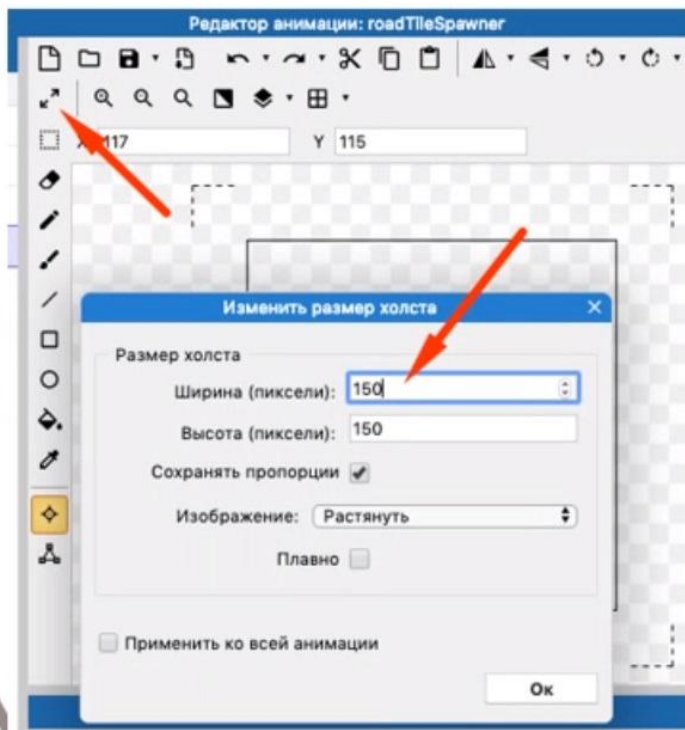 Редактор анимации: roadTileSpawner
117
Y 115
Изменить размер холста
Размер холста
Ширина (пиксели): 150
Высота (пиксели): 150
Сохранять пропорции
Изображение: Растянуть
Плавно
Применить ко всей анимации
Ок